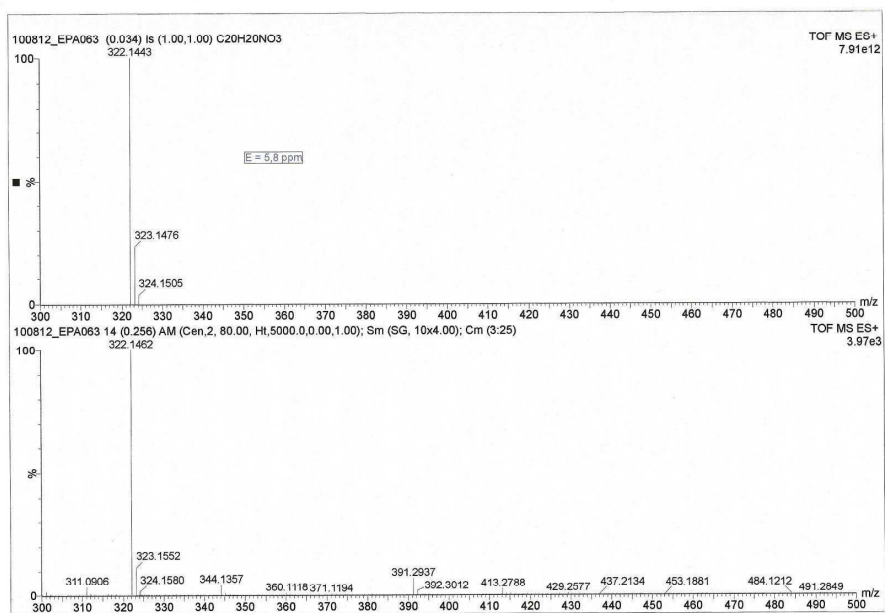 100812_EPA063 (0.034) Is (1.00,1.00) C20H20NO3
TOF MS ES+
7.91e12
322.1443
100
%
E = 5,8 ppm
323.1476
324.1505
0
m/z
300 310 320 330 340 350 360 370 380 390 400 410 420 430 440 450 460 470 480 490 500
100812_EPA063 14 (0.256) AM (Cen,2, 80.00, Ht,5000.0,0.00,1.00); Sm (SG, 10x4.00); Cm (3:25)
TOF MS ES+
3.97e3
322.1462
100
%
323.1552
311.0906
324.1580
344.1357
360.1116
371.1194
391.2937
392.3012
413.2788
429.2577
437.2134
453.1881
484.1212
491.2849
0
m/z
300 310 320 330 340 350 360 370 380 390 400 410 420 430 440 450 460 470 480 490 500